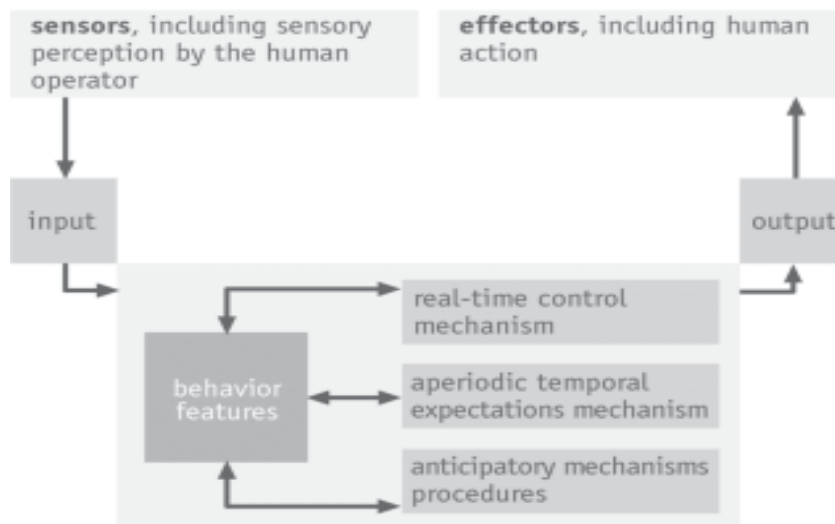 sensors, including sensory
perception by the human
operator
effectors, including human
action
input
output
real-time control
mechanism
behavior
features
aperiodic temporal
expectations mechanism
anticipatory mechanisms
procedures